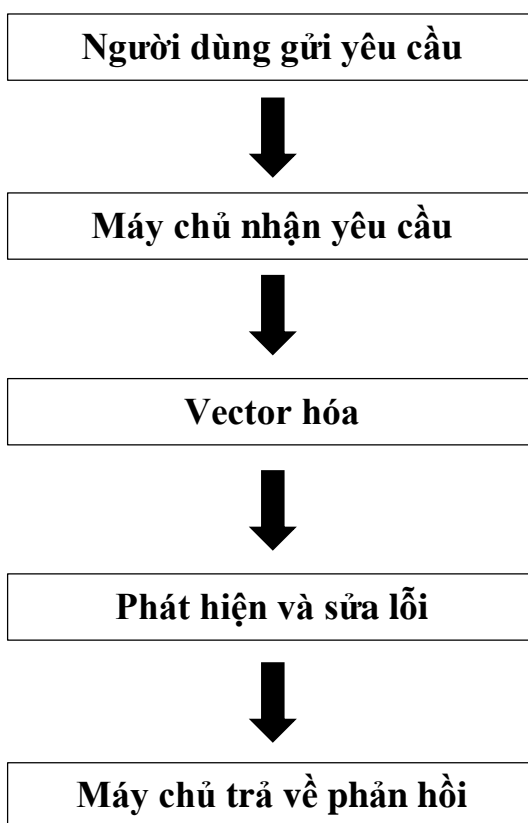 Người dùng gửi yêu cầu
Máy chủ nhận yêu cầu
Vector hóa
Phát hiện và sửa lỗi
Máy chủ trả về phản hồi